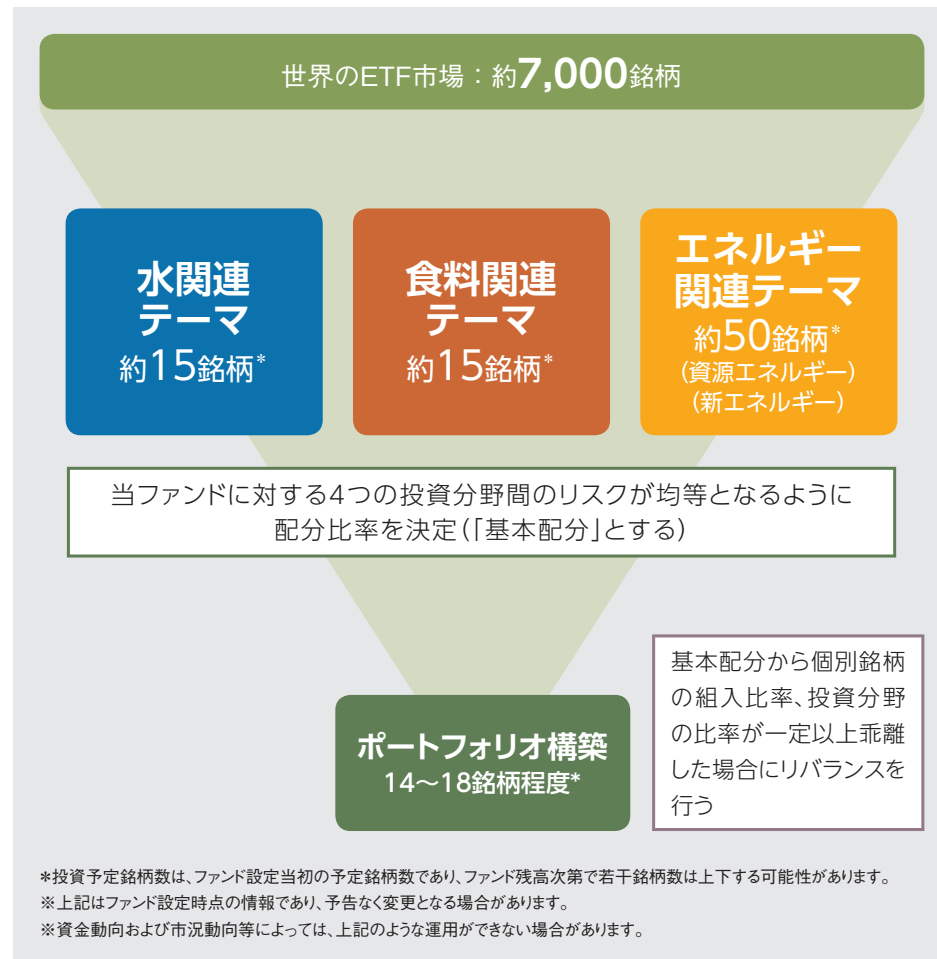 世界のETF市場：約7,000銘柄
水関連
テーマ
約15銘柄*
食料関連
テーマ
約15銘柄*
エネルギー
関連テーマ
約50銘柄*
(資源エネルギー)
(新エネルギー)
当ファンドに対する4つの投資分野間のリスクが均等となるように
配分比率を決定(「基本配分」とする)
ポートフォリオ構築
14～18銘柄程度*
基本配分から個別銘柄
の組入比率、投資分野
の比率が一定以上乖離
した場合にリバランスを
行う
*投資予定銘柄数は、ファンド設定当初の予定銘柄数であり、ファンド残高次第で若干銘柄数は上下する可能性があります。
※上記はファンド設定時点の情報であり、予告なく変更となる場合があります。
※資金動向および市況動向等によっては、上記のような運用ができない場合があります。